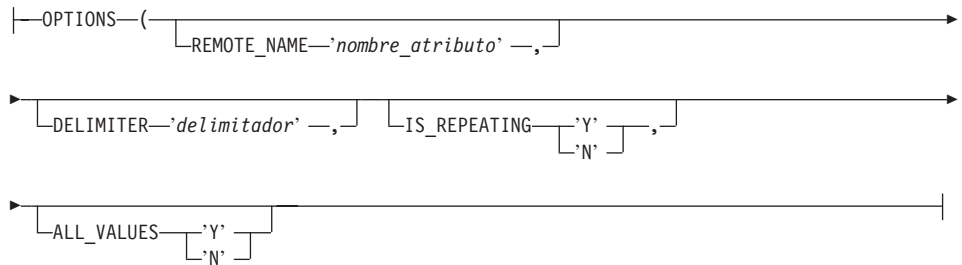 OPTIONS (
REMOTE_NAME ’nombre_atributo’ ,
DELIMITER ’delimitador’ , IS_REPEATING ’Y’ ,
’N’
ALL_VALUES ’Y’
’N’